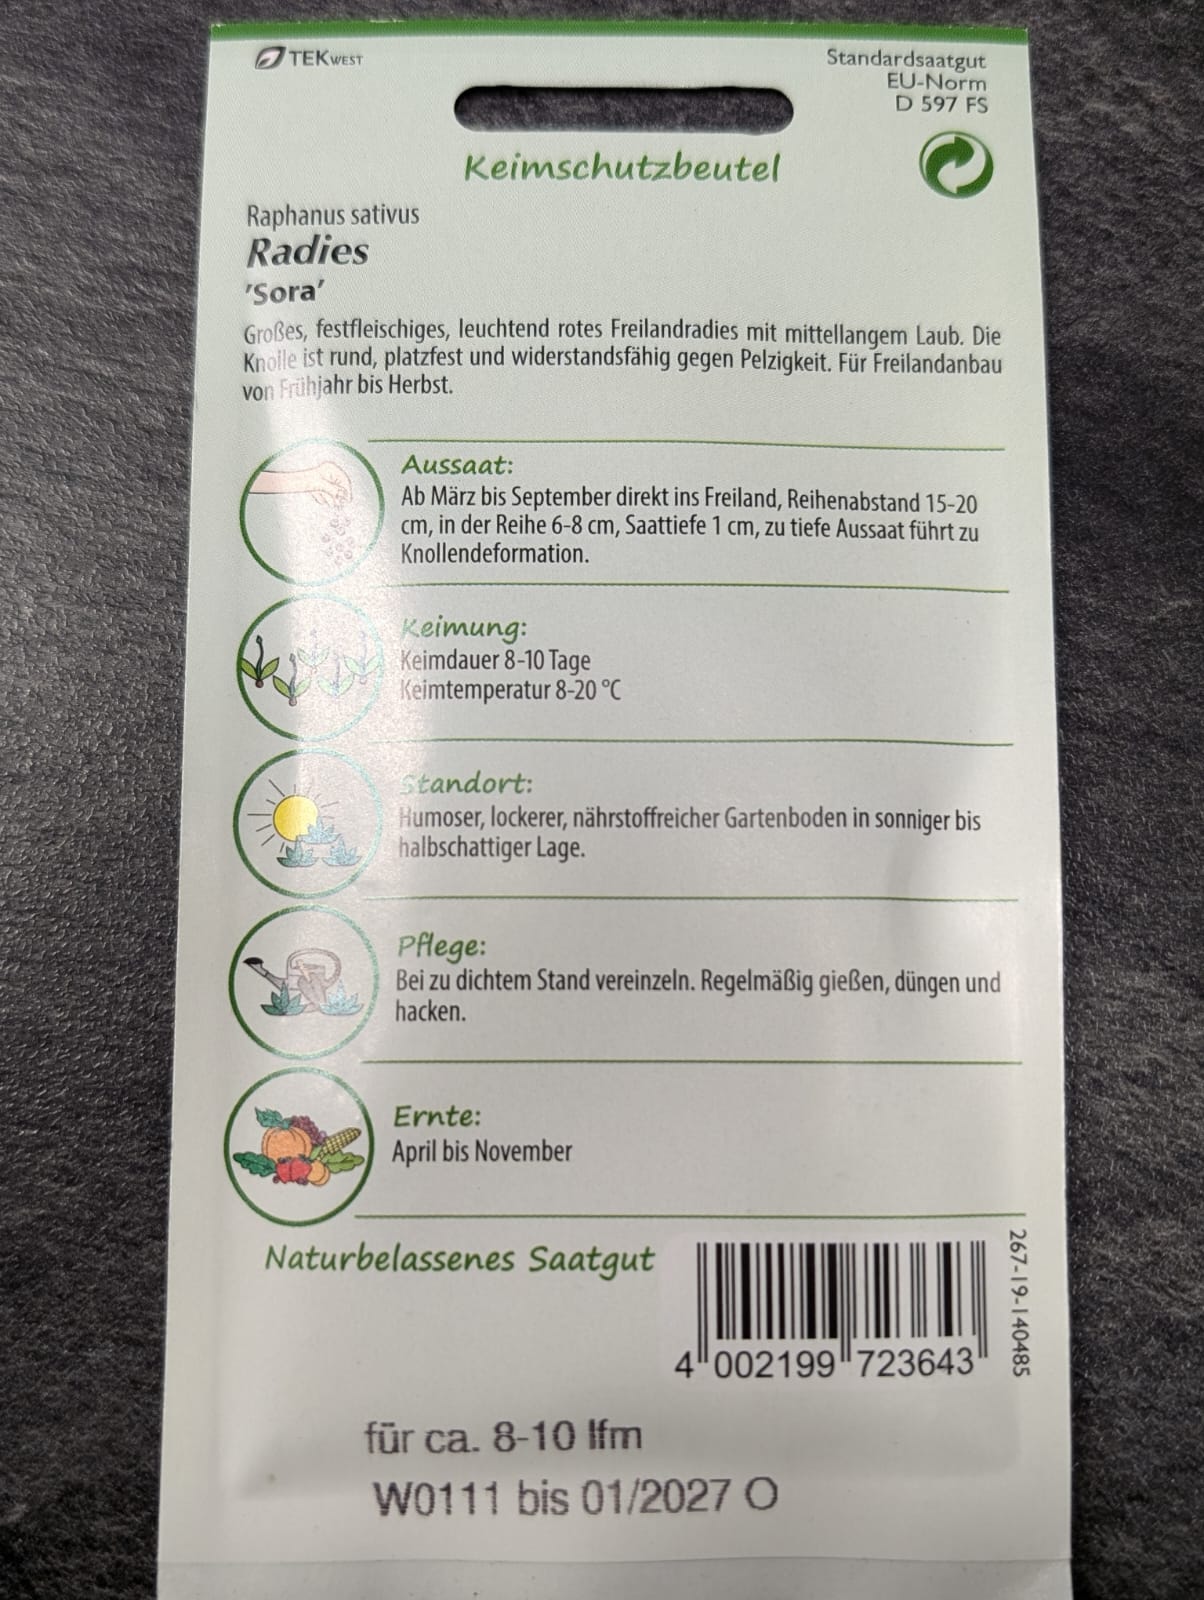 TEKWEST
Standardsaatgut
EU-Norm
D 597 FS
Keimschutzbeutel
Raphanus sativus
Radies
'Sora'
Großes, festfleischiges, leuchtend rotes Freilandradies mit mittellangem Laub. Die
Knolle ist rund, platzfest und widerstandsfähig gegen Pelzigkeit. Für Freilandanbau
von Frühjahr bis Herbst.
Aussaat:
Ab März bis September direkt ins Freiland, Reihenabstand 15-20
cm, in der Reihe 6-8 cm, Saattiefe 1 cm, zu tiefe Aussaat führt zu
Knollendeformation.
Keimung:
Keimdauer 8-10 Tage
Keimtemperatur 8-20 °C
Standort:
Humoser, lockerer, nährstoffreicher Gartenboden in sonniger bis
halbschattiger Lage.
Pflege:
Bei zu dichtem Stand vereinzeln. Regelmäßig gießen, düngen und
hacken.
Ernte:
April bis November
Naturbelassenes Saatgut
267-19-140485
4 002199 723643
für ca. 8-10 lfm
W0111 bis 01/2027 O